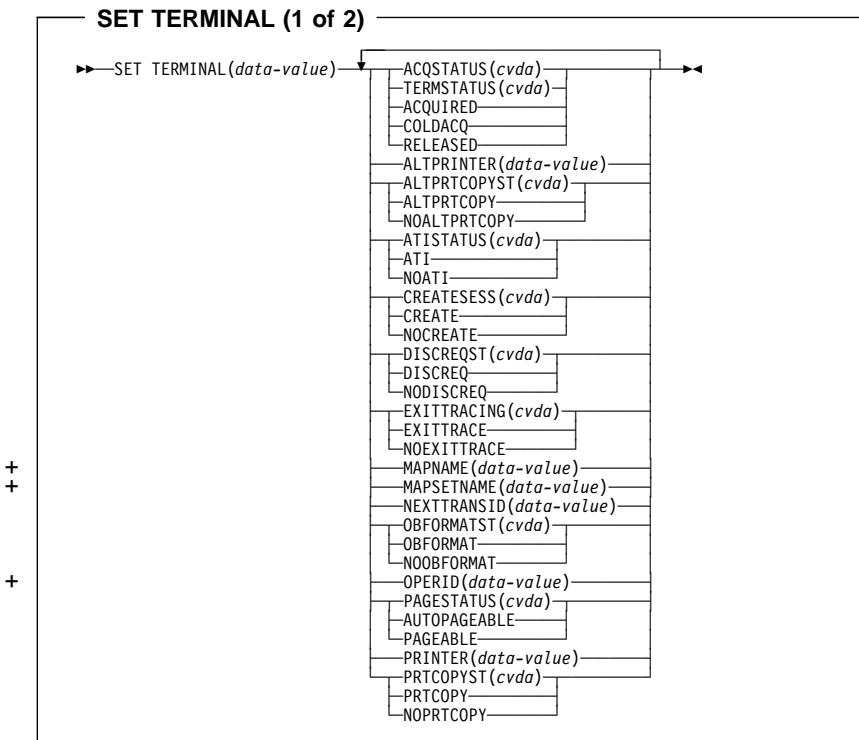 SET TERMINAL (1 of 2)
SET TERMINAL(data-value)
ACQSTATUS(cvda)
TERMSTATUS(cvda)
ACQUIRED
COLDACQ
RELEASED
ALTPRINTER(data-value)
ALTPRTCOPYST(cvda)
ALTPRTCOPY
NOALTPRTCOPY
ATISTATUS(cvda)
ATI
NOATI
CREATESESS(cvda)
CREATE
NOCREATE
DISCREQST(cvda)
DISCREQ
NODISCREQ
EXITTRACING(cvda)
EXITTRACE
NOEXITTRACE
+ MAPNAME(data-value)
+ MAPSETNAME(data-value)
NEXTTRANSID(data-value)
OBFORMATST(cvda)
OBFORMAT
NOOBFORMAT
+ OPERID(data-value)
PAGESTATUS(cvda)
AUTOPAGEABLE
PAGEABLE
PRINTER(data-value)
PRTCOPYST(cvda)
PRTCOPY
NOPRTCOPY